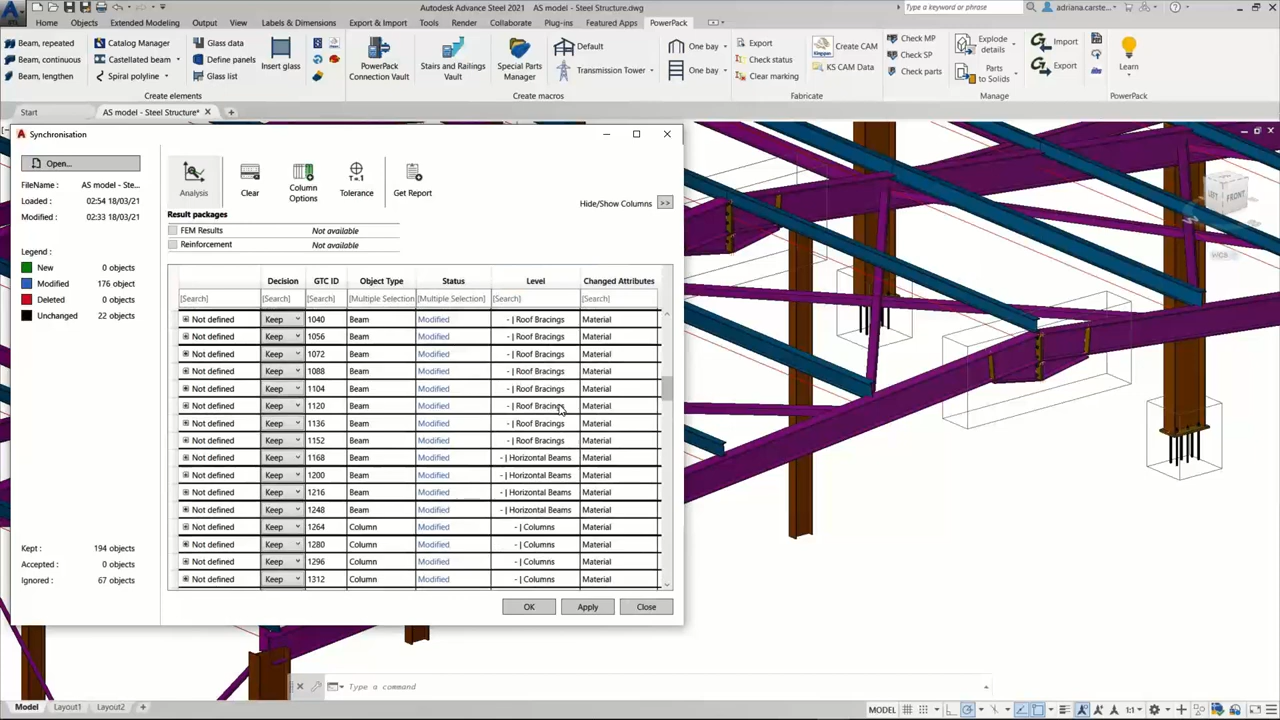 Autodesk Advance Steel 2021 AS model - Steel Structure.dwg
Type a keyword or phrase
adriana.carste...
Home Objects Extended Modeling Output View Labels & Dimensions Export & Import Tools Render Collaborate Plug-ins Featured Apps PowerPack
Beam, repeated
Beam, continuous
Beam, lengthen
Catalog Manager
Castellated beam
Spiral polyline
Glass data
Define panels
Glass list
Insert glass
PowerPack
Connection Vault
Stairs and Railings
Vault
Special Parts
Manager
Default
Transmission Tower
One bay
One bay
Export
Check status
Clear marking
Create CAM
KS CAM Data
Check MP
Check SP
Check parts
Explode
details
Parts
to Solids
Import
Export
Learn
Create elements Create macros Fabricate Manage PowerPack
Start AS model - Steel Structure*
Synchronisation
Open...
FileName: AS model - Ste...
Loaded: 02:54 18/03/21
Modified: 02:33 18/03/21
Legend:
New 0 objects
Modified 176 object
Deleted 0 objects
Unchanged 22 objects
Kept: 194 objects
Accepted: 0 objects
Ignored: 67 objects
Analysis
Clear
Column
Options
Tolerance
Get Report
Hide/Show Columns >>
Result packages
FEM Results Not available
Reinforcement Not available
Decision GTC ID Object Type Status Level Changed Attributes
[Search] [Search] [Search] [Multiple Selection [Multiple Selection] [Search] [Search]
Not defined Keep 1040 Beam Modified - | Roof Bracings Material
Not defined Keep 1056 Beam Modified - | Roof Bracings Material
Not defined Keep 1072 Beam Modified - | Roof Bracings Material
Not defined Keep 1088 Beam Modified - | Roof Bracings Material
Not defined Keep 1104 Beam Modified - | Roof Bracings Material
Not defined Keep 1120 Beam Modified - | Roof Bracings Material
Not defined Keep 1136 Beam Modified - | Roof Bracings Material
Not defined Keep 1152 Beam Modified - | Roof Bracings Material
Not defined Keep 1168 Beam Modified - | Horizontal Beams Material
Not defined Keep 1200 Beam Modified - | Horizontal Beams Material
Not defined Keep 1216 Beam Modified - | Horizontal Beams Material
Not defined Keep 1248 Beam Modified - | Horizontal Beams Material
Not defined Keep 1264 Column Modified - | Columns Material
Not defined Keep 1280 Column Modified - | Columns Material
Not defined Keep 1296 Column Modified - | Columns Material
Not defined Keep 1312 Column Modified - | Columns Material
OK Apply Close
LEFT FRONT
WCS
Type a command
Model Layout1 Layout2 +
MODEL 1:1